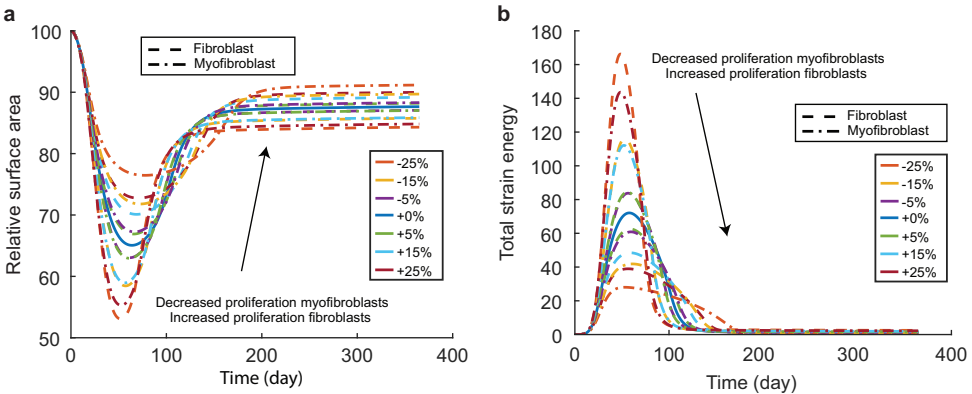 a
100
90
80
70
60
50
0
100
200
300
400
Relative surface area
Time (day)
Fibroblast
Myofibroblast
-25%
-15%
-5%
+0%
+5%
+15%
+25%
Decreased proliferation myofibroblasts
Increased proliferation fibroblasts
b
180
160
140
120
100
80
60
40
20
0
0
100
200
300
400
Total strain energy
Time (day)
Decreased proliferation myofibroblasts
Increased proliferation fibroblasts
Fibroblast
Myofibroblast
-25%
-15%
-5%
+0%
+5%
+15%
+25%